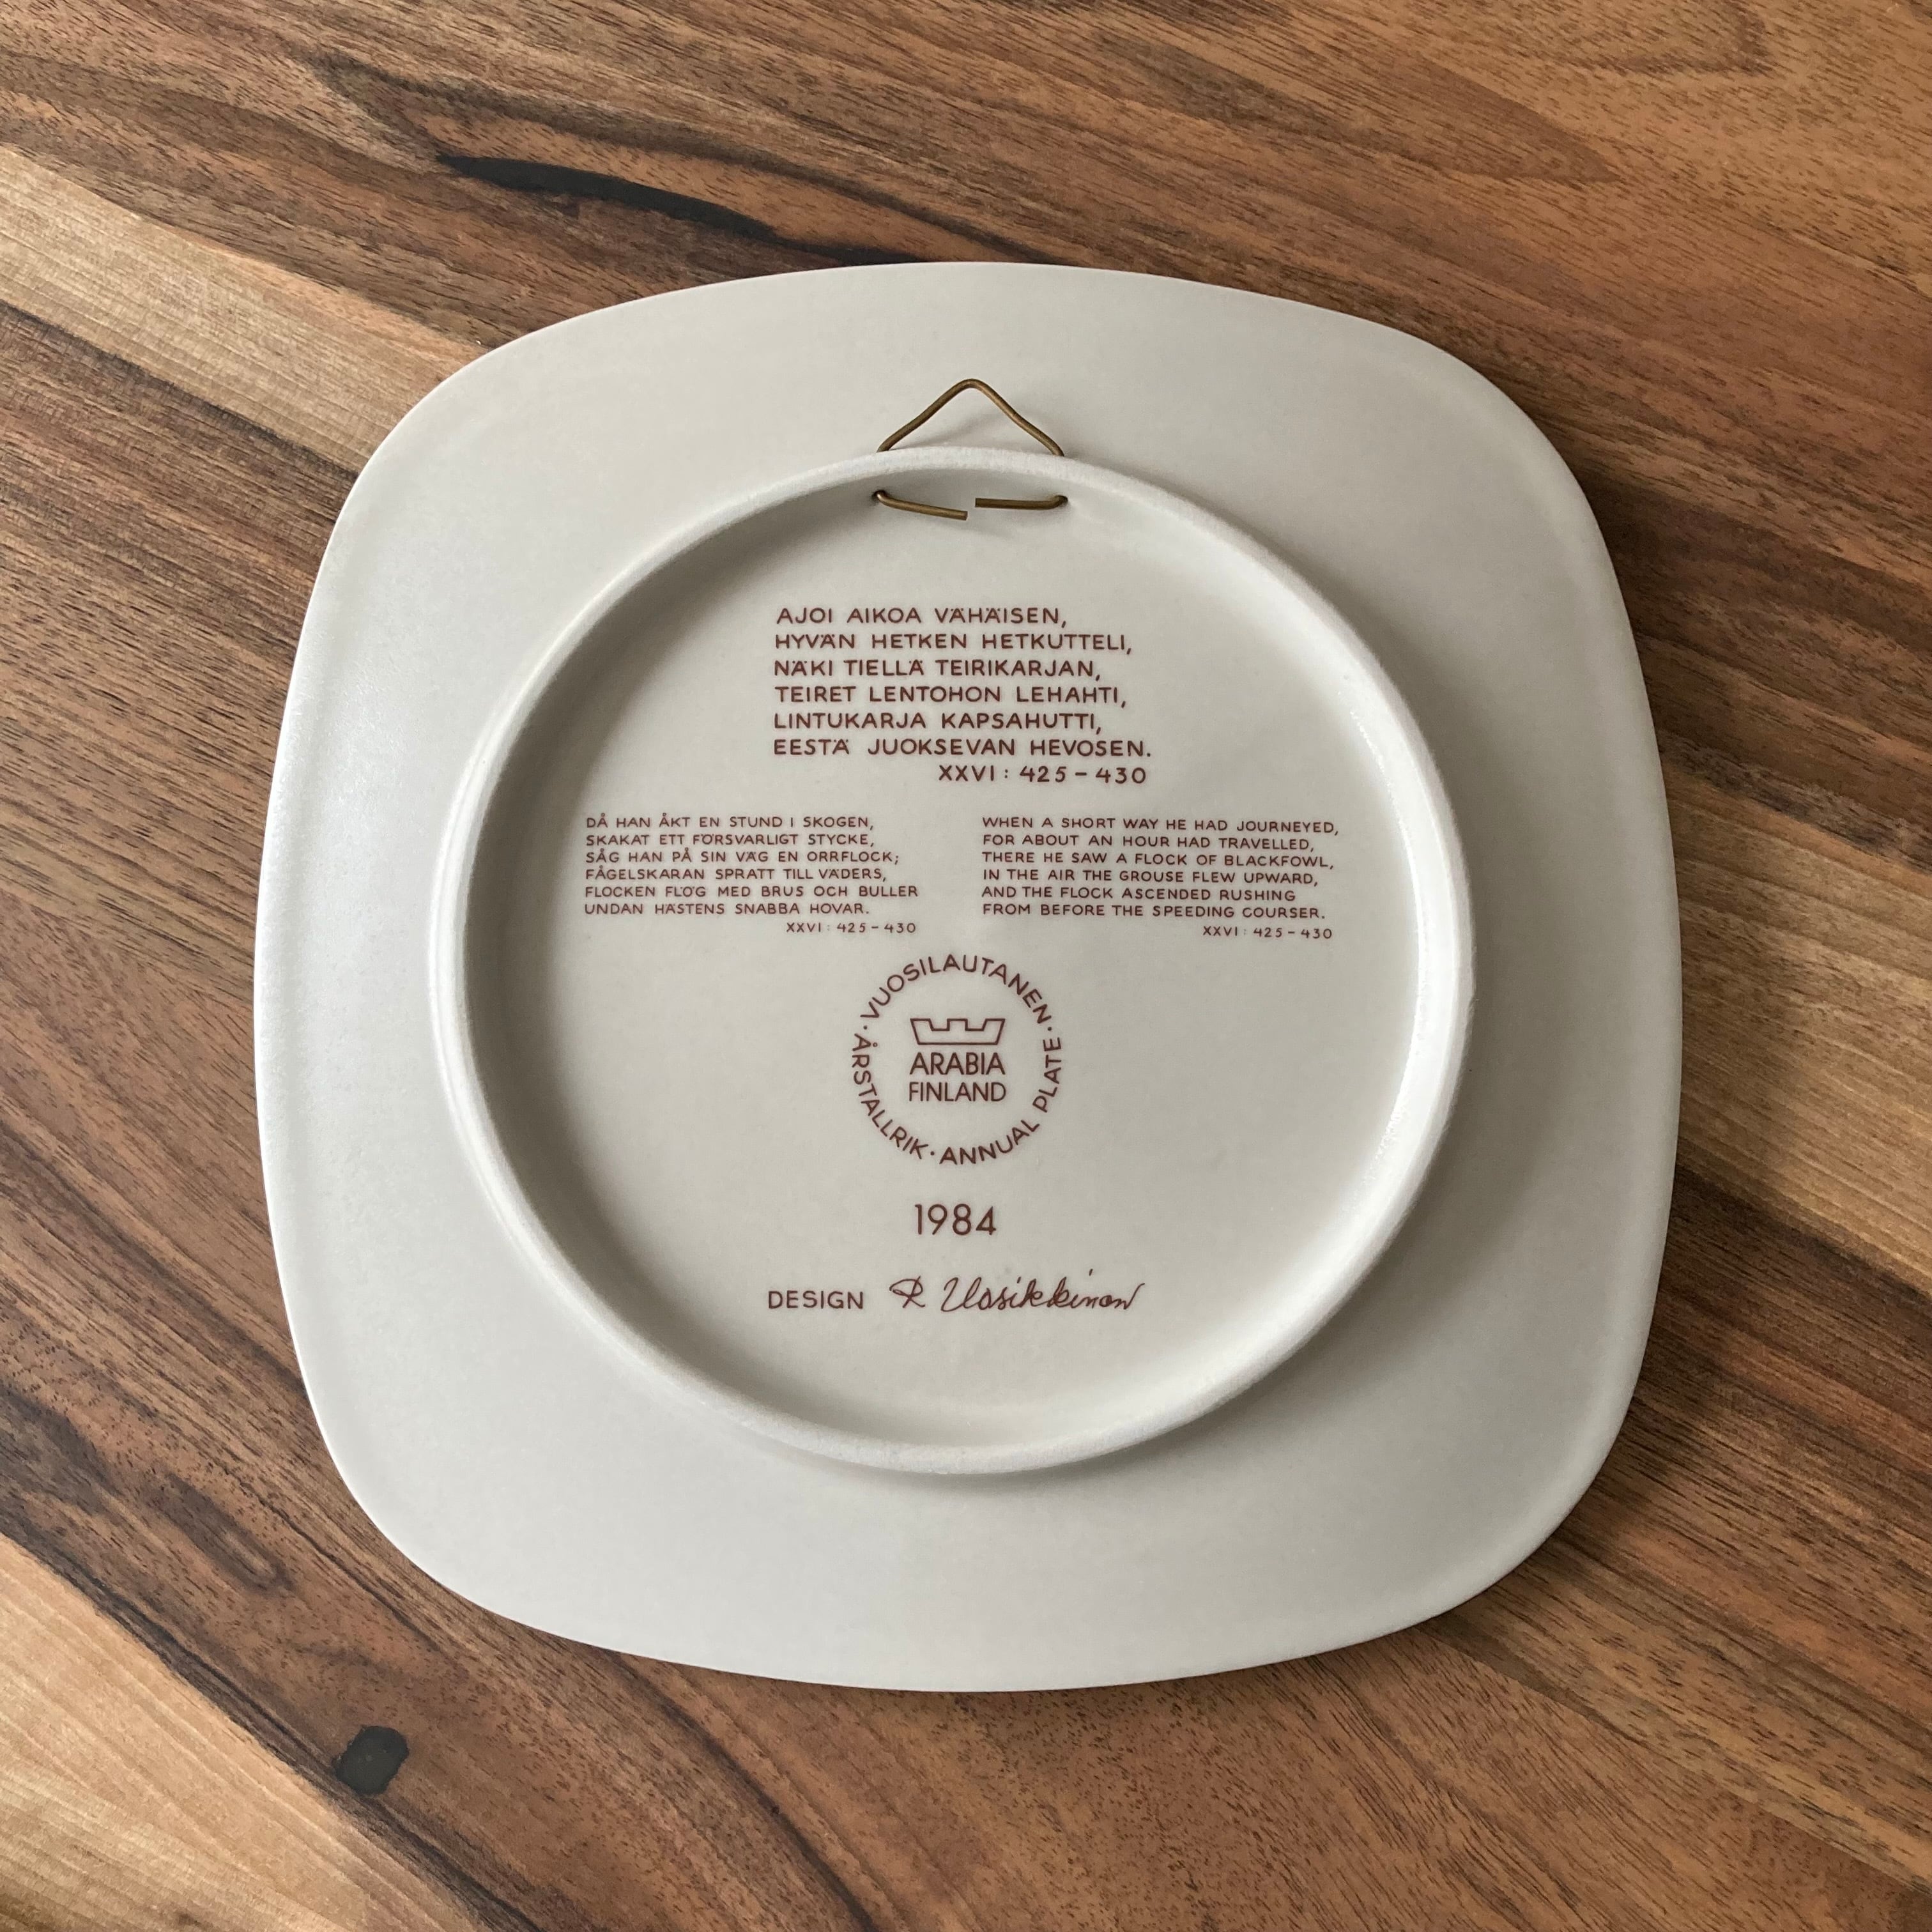 AJOI AIKOA VÄHÄISEN,
HYVÄN HETKEN HETKUTTELI,
NÄKI TIELLÄ TEIRIKARJAN,
TEIRET LENTOHON LEHAHTI,
LINTUKARJA KAPSAHUTTI,
EESTÄ JUOKSEVAN HEVOSEN.
XXVI: 425-430
DÅ HAN ÅKT EN STUND I SKOGEN,
SKAKAT ETT FÖRSVARLIGT STYCKE,
SÅG HAN PÅ SIN VÄG EN ORRFLOCK;
FÅGELSKARAN SPRATT TILL VÄDERS,
FLOCKEN FLÖG MED BRUS OCH BULLER
UNDAN HÄSTENS SNABBA HOVAR.
XXVI: 425-430
WHEN A SHORT WAY HE HAD JOURNEYED,
FOR ABOUT AN HOUR HAD TRAVELLED,
THERE HE SAW A FLOCK OF BLACKFOWL,
IN THE AIR THE GROUSE FLEW UPWARD,
AND THE FLOCK ASCENDED RUSHING
FROM BEFORE THE SPEEDING COURSER.
XXVI: 425-430
· VUOSILAUTANEN · ANNUAL PLATE · ÅRSTALLRIK
ARABIA
FINLAND
1984
DESIGN R Uosikkinen